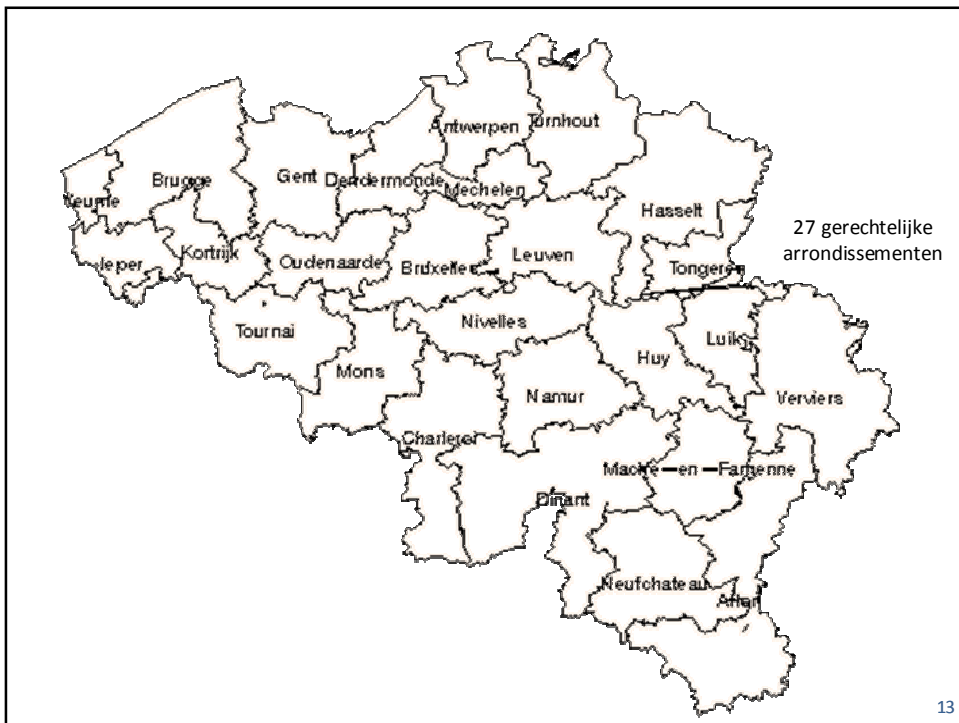 Antwerpen
Turnhout
Brugge
Gent
Dendermonde
Mechelen
Veurne
Hasselt
27 gerechtelijke
arrondissementen
Ieper
Kortrijk
Oudenaarde
Bruxelles
Leuven
Tongeren
Tournai
Nivelles
Luik
Mons
Huy
Namur
Verviers
Charleroi
Marche-en-Famenne
Dinant
Neufchateau
Arlon
13